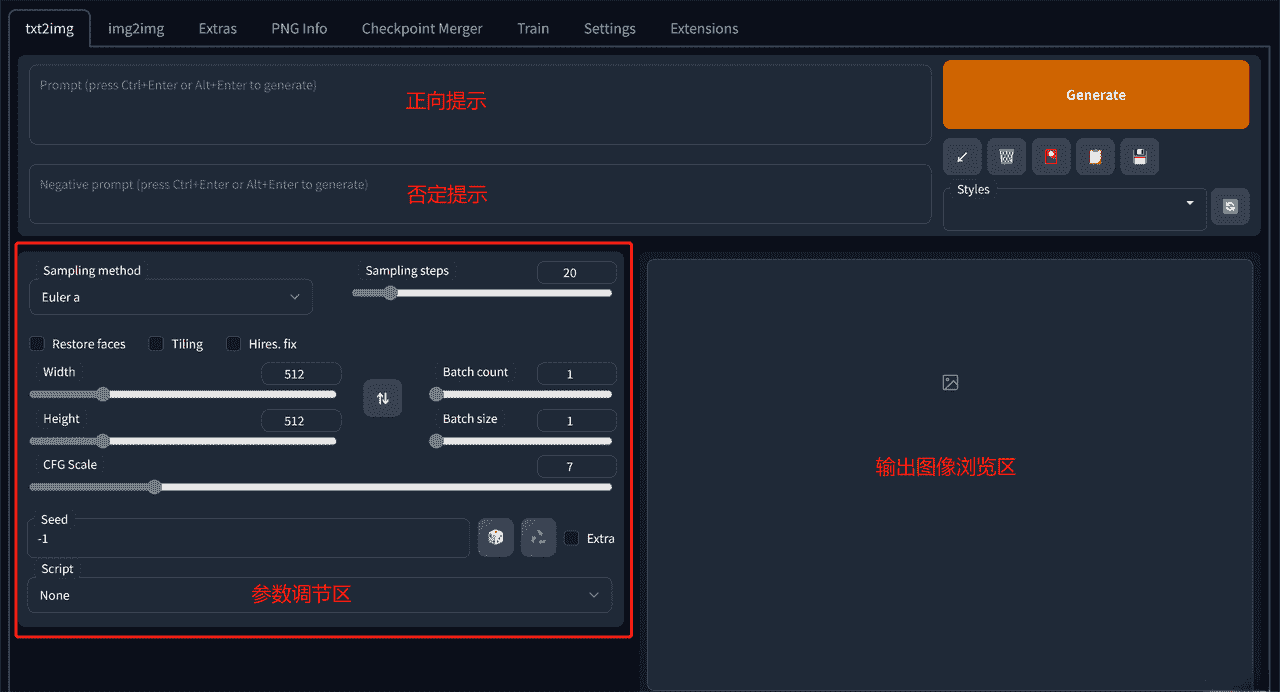 txt2img img2img Extras PNG Info Checkpoint Merger Train Settings Extensions
Prompt (press Ctrl+Enter or Alt+Enter to generate)
正向提示
Generate
Negative prompt (press Ctrl+Enter or Alt+Enter to generate)
否定提示
Styles
Sampling method
Euler a
Sampling steps
20
Restore faces Tiling Hires. fix
Width
512
Batch count
1
Height
512
Batch size
1
CFG Scale
7
Seed
-1
Extra
Script
None
参数调节区
输出图像浏览区